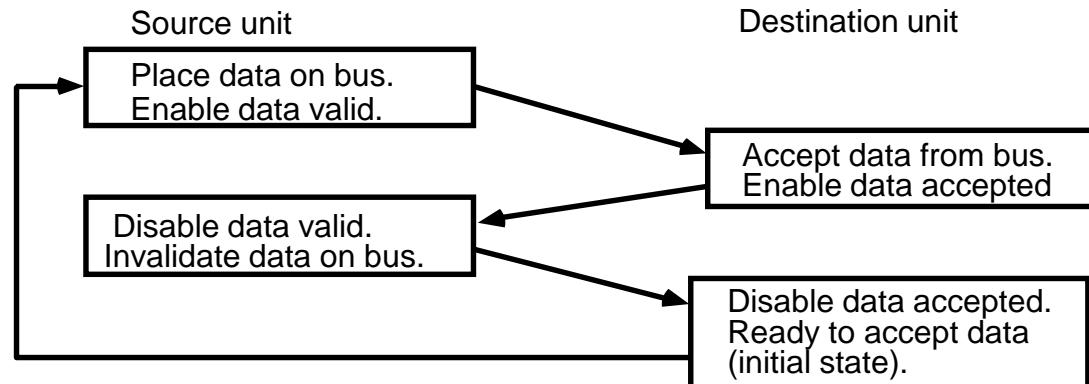 Source unit
Destination unit
Place data on bus.
Enable data valid.
Accept data from bus.
Enable data accepted
Disable data valid.
Invalidate data on bus.
Disable data accepted.
Ready to accept data
(initial state).